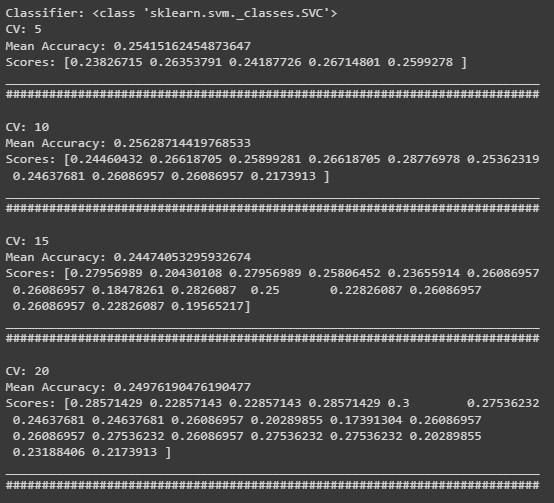 Classifier: <class 'sklearn.svm._classes.SVC'>
CV: 5
Mean Accuracy: 0.25415162454873647
Scores: [0.23826715 0.26353791 0.24187726 0.26714801 0.2599278 ]
__________________________________________________________________________
##########################################################################
CV: 10
Mean Accuracy: 0.25628714419768533
Scores: [0.24460432 0.26618705 0.25899281 0.26618705 0.28776978 0.25362319
 0.24637681 0.26086957 0.26086957 0.2173913 ]
__________________________________________________________________________
##########################################################################
CV: 15
Mean Accuracy: 0.24474053295932674
Scores: [0.27956989 0.20430108 0.27956989 0.25806452 0.23655914 0.26086957
 0.26086957 0.18478261 0.2826087  0.25       0.22826087 0.26086957
 0.26086957 0.22826087 0.19565217]
__________________________________________________________________________
##########################################################################
CV: 20
Mean Accuracy: 0.24976190476190477
Scores: [0.28571429 0.22857143 0.22857143 0.28571429 0.3        0.27536232
 0.24637681 0.24637681 0.26086957 0.20289855 0.17391304 0.26086957
 0.26086957 0.27536232 0.26086957 0.27536232 0.27536232 0.20289855
 0.23188406 0.2173913 ]
__________________________________________________________________________
##########################################################################